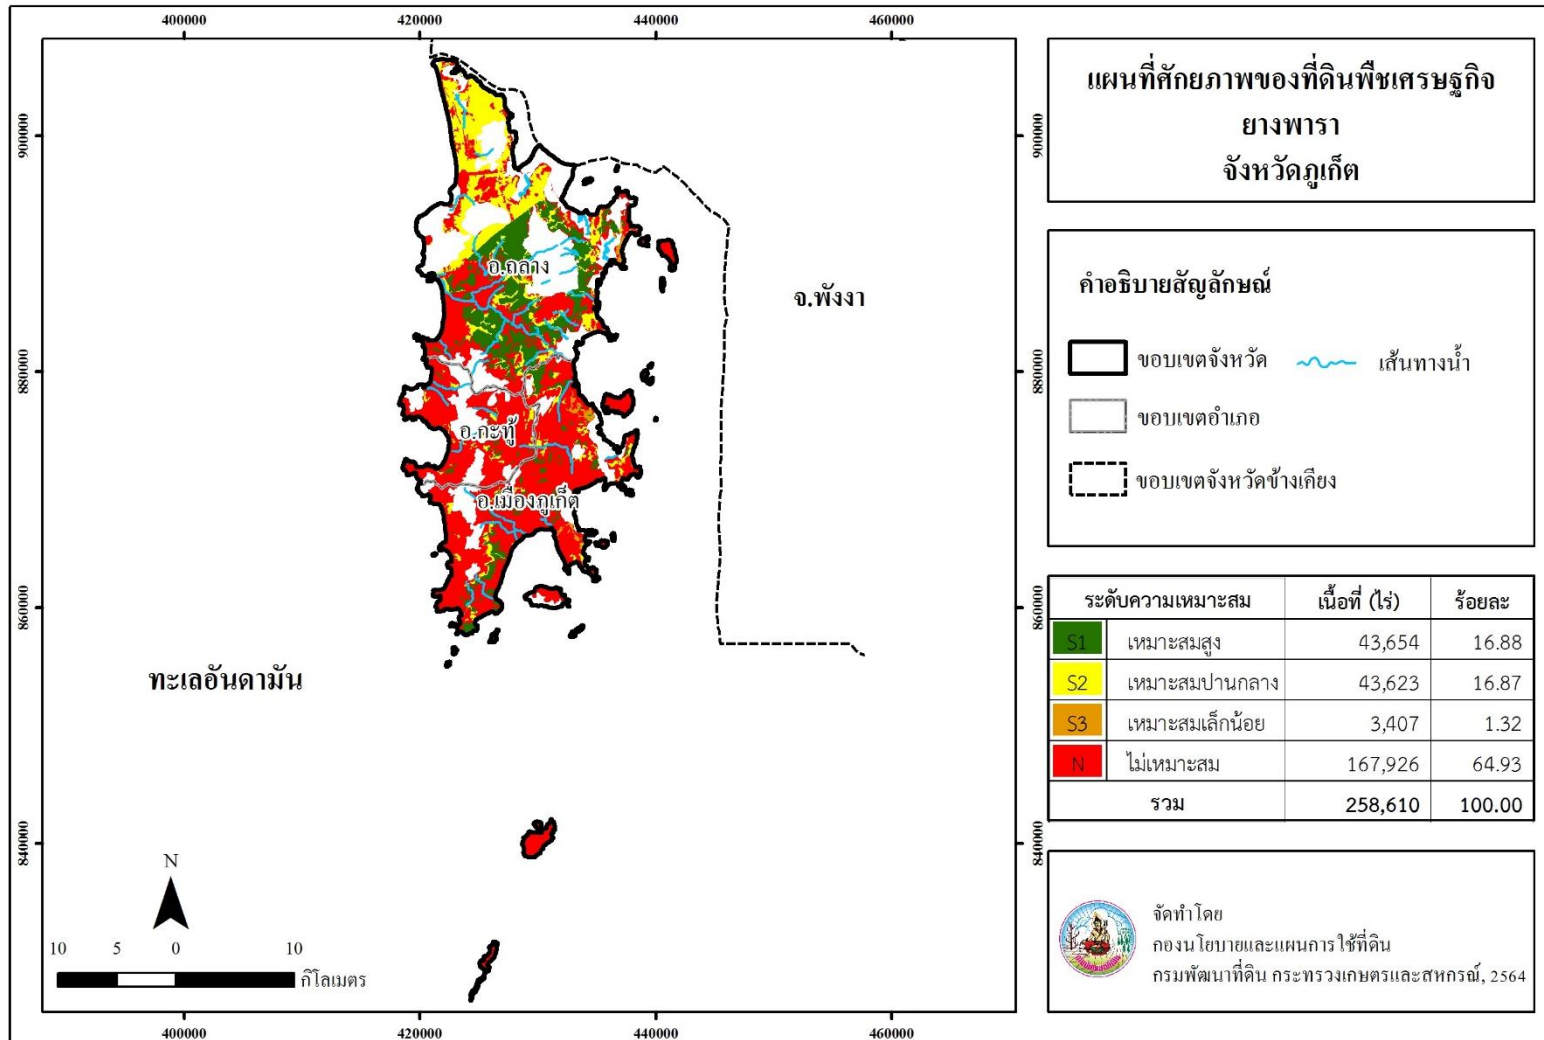 400000 420000 440000 460000
แผนที่ศักยภาพของที่ดินพืชเศรษฐกิจ
ยางพารา
จังหวัดภูเก็ต
900000
900000
อ.ถลาง
จ.พังงา
คำอธิบายสัญลักษณ์
ขอบเขตจังหวัด เส้นทางน้ำ
ขอบเขตอำเภอ
ขอบเขตจังหวัดข้างเคียง
880000
880000
อ.กะทู้
อ.เมืองภูเก็ต
860000
860000
ทะเลอันดามัน
ระดับความเหมาะสม เนื้อที่ (ไร่) ร้อยละ
S1 เหมาะสมสูง 43,654 16.88
S2 เหมาะสมปานกลาง 43,623 16.87
S3 เหมาะสมเล็กน้อย 3,407 1.32
N ไม่เหมาะสม 167,926 64.93
รวม 258,610 100.00
840000
840000
N
10 5 0 10
กิโลเมตร
จัดทำโดย
กองนโยบายและแผนการใช้ที่ดิน
กรมพัฒนาที่ดิน กระทรวงเกษตรและสหกรณ์, 2564
400000 420000 440000 460000